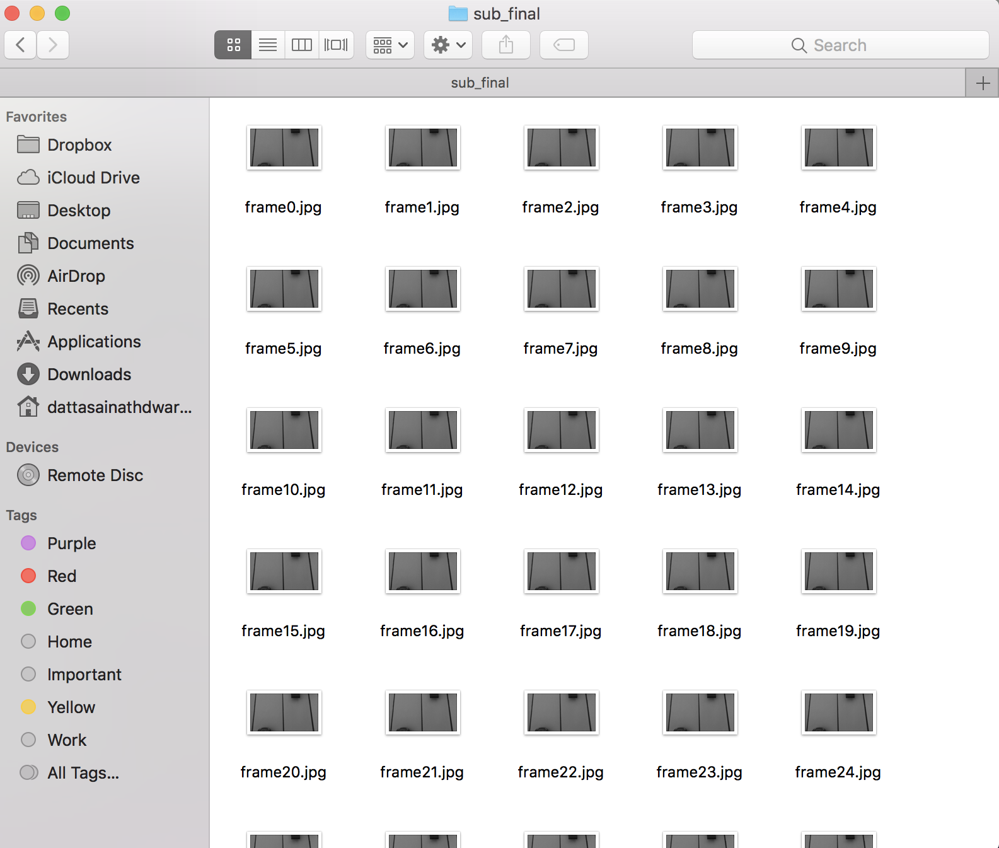 sub_final
Search
sub_final
Favorites
Dropbox
iCloud Drive
Desktop
Documents
AirDrop
Recents
Applications
Downloads
dattasainathdwar...
Devices
Remote Disc
Tags
Purple
Red
Green
Home
Important
Yellow
Work
All Tags...
frame0.jpg frame1.jpg frame2.jpg frame3.jpg frame4.jpg
frame5.jpg frame6.jpg frame7.jpg frame8.jpg frame9.jpg
frame10.jpg frame11.jpg frame12.jpg frame13.jpg frame14.jpg
frame15.jpg frame16.jpg frame17.jpg frame18.jpg frame19.jpg
frame20.jpg frame21.jpg frame22.jpg frame23.jpg frame24.jpg